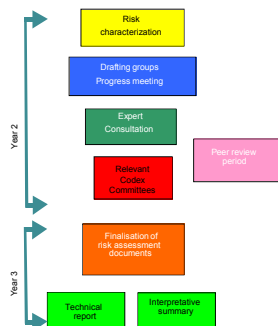 Risk
characterization
Drafting groups
Progress meeting
Expert
Consultation
Year 2
Peer review
period
Relevant
Codex
Committees
Finalisation of
risk assessment
documents
Year 3
Technical
report
Interpretative
summary